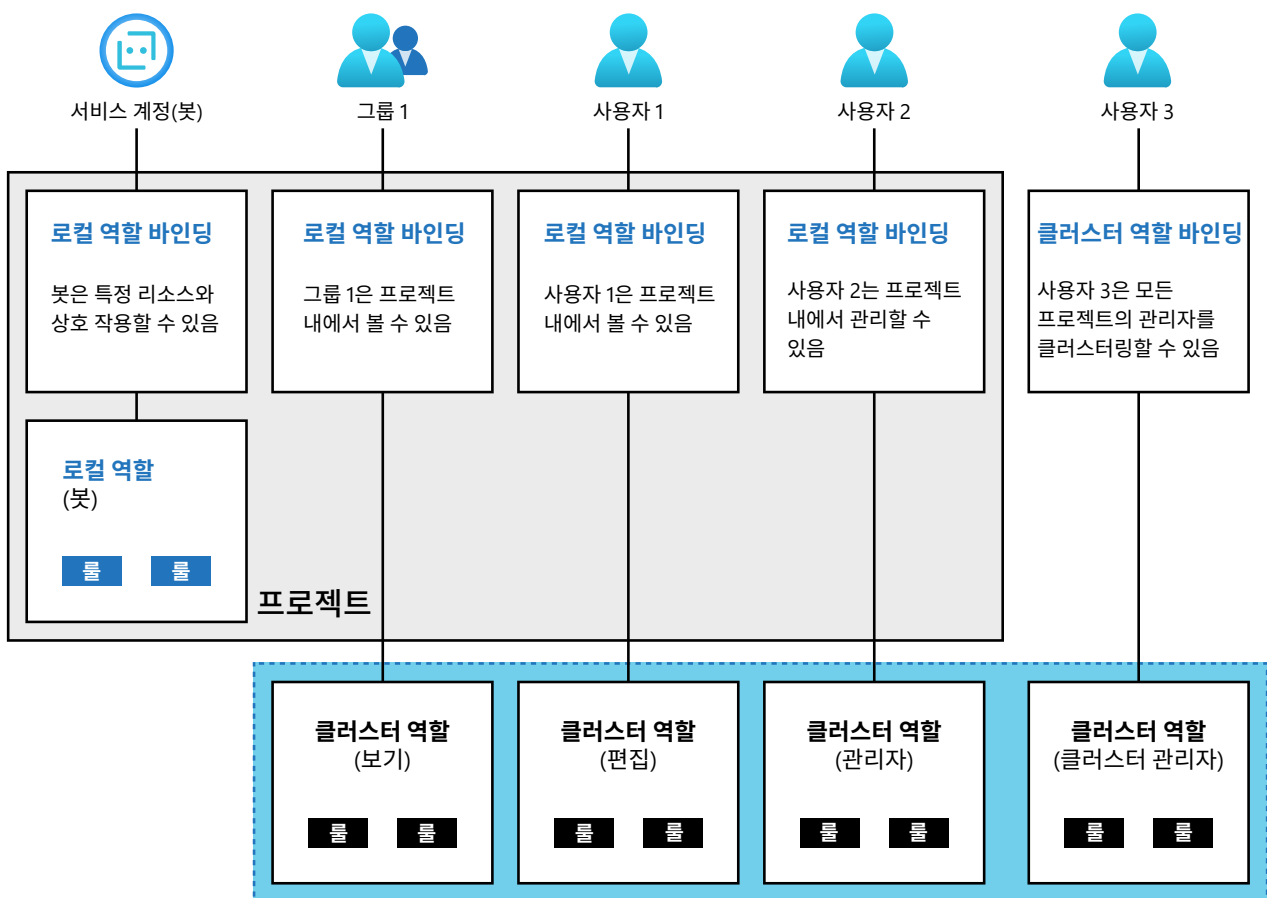 서비스 계정(봇)
그룹 1
사용자 1
사용자 2
사용자 3
로컬 역할 바인딩
봇은 특정 리소스와
상호 작용할 수 있음
로컬 역할 바인딩
그룹 1은 프로젝트
내에서 볼 수 있음
로컬 역할 바인딩
사용자 1은 프로젝트
내에서 볼 수 있음
로컬 역할 바인딩
사용자 2는 프로젝트
내에서 관리할 수
있음
클러스터 역할 바인딩
사용자 3은 모든
프로젝트의 관리자를
클러스터링할 수 있음
로컬 역할
(봇)
룰
룰
프로젝트
클러스터 역할
(보기)
룰
룰
클러스터 역할
(편집)
룰
룰
클러스터 역할
(관리자)
룰
룰
클러스터 역할
(클러스터 관리자)
룰
룰